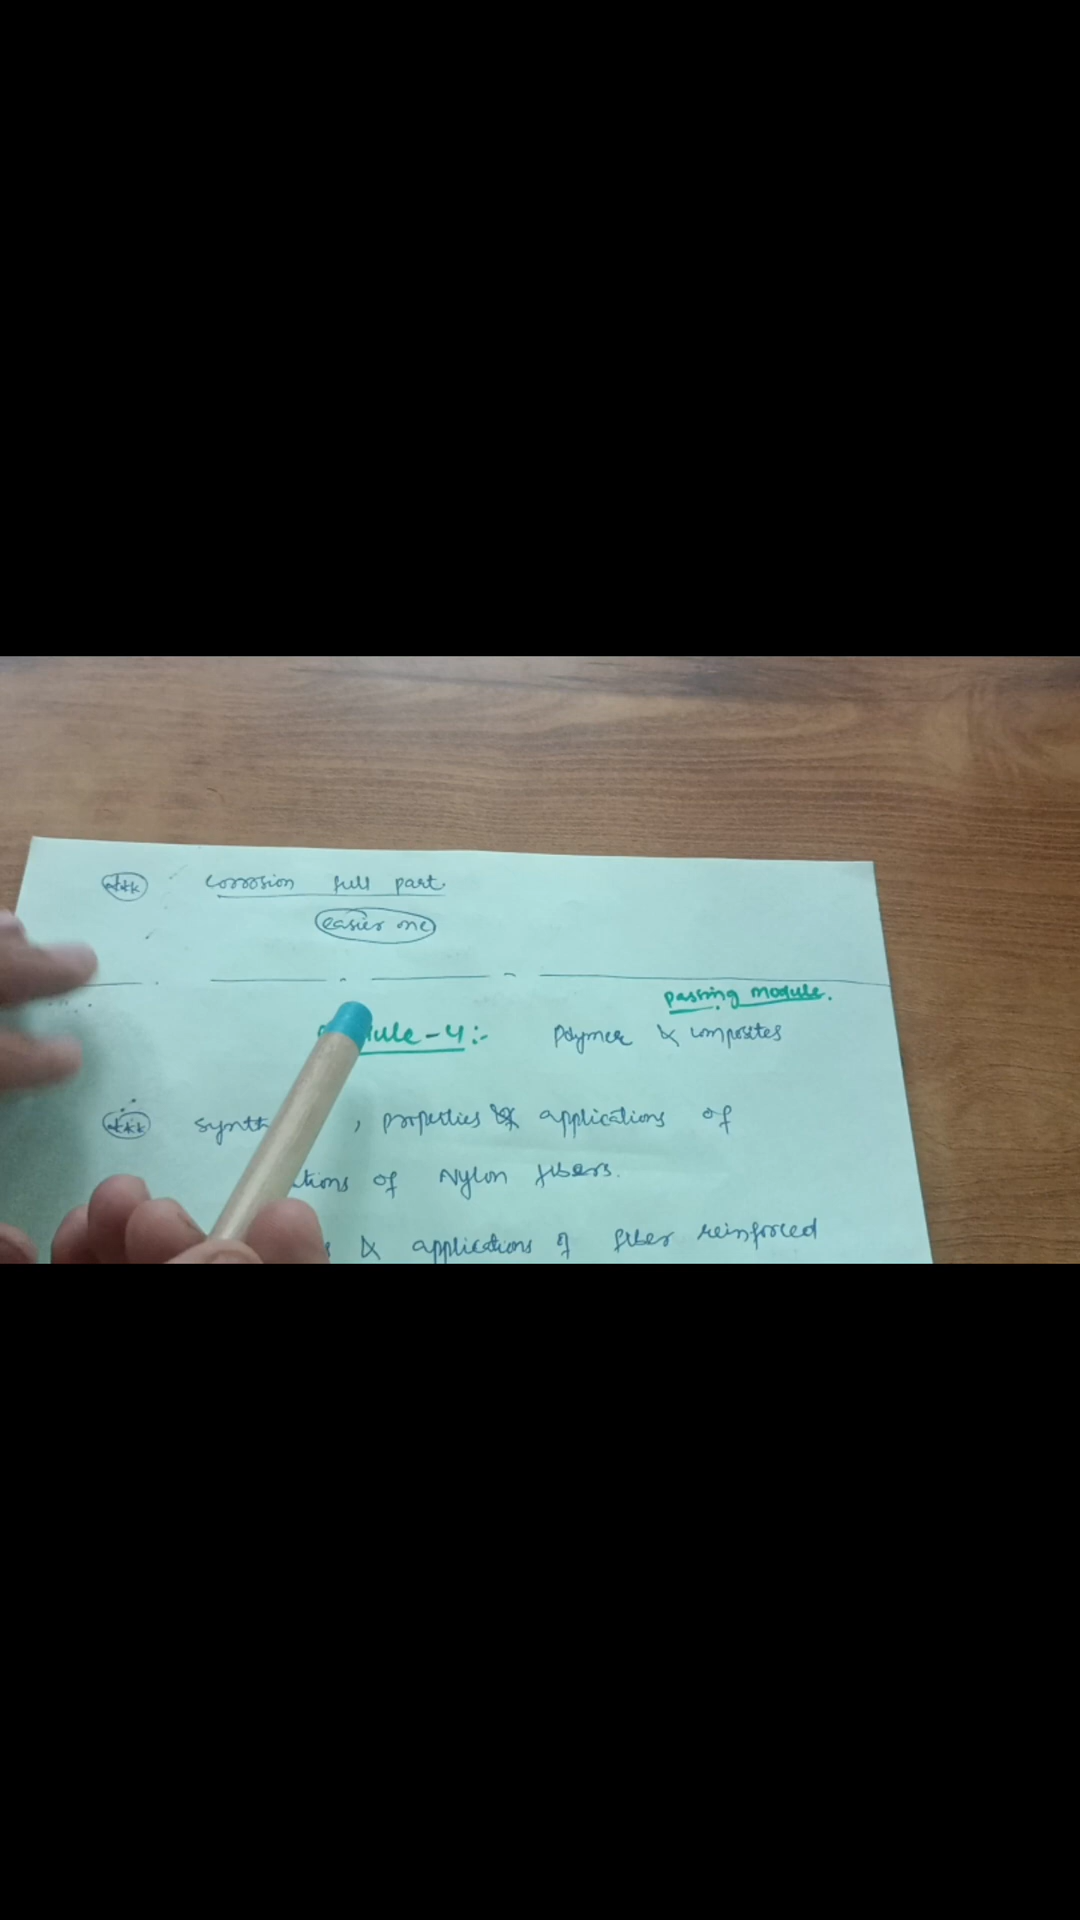 *** Corrosion full part.
easier one
passing module.
ule-4:- Polymer & composites
*** synth , properties & applications of
tions of Nylon fibers.
& applications of fiber reinforced